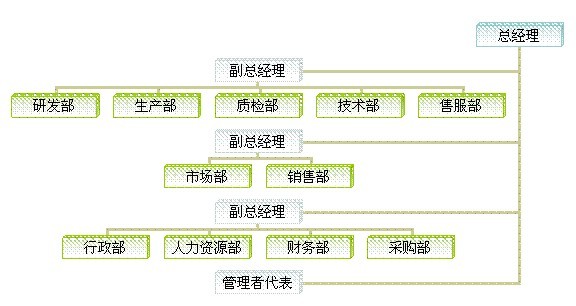 总经理
副总经理
研发部 生产部 质检部 技术部 售服部
副总经理
市场部 销售部
副总经理
行政部 人力资源部 财务部 采购部
管理者代表